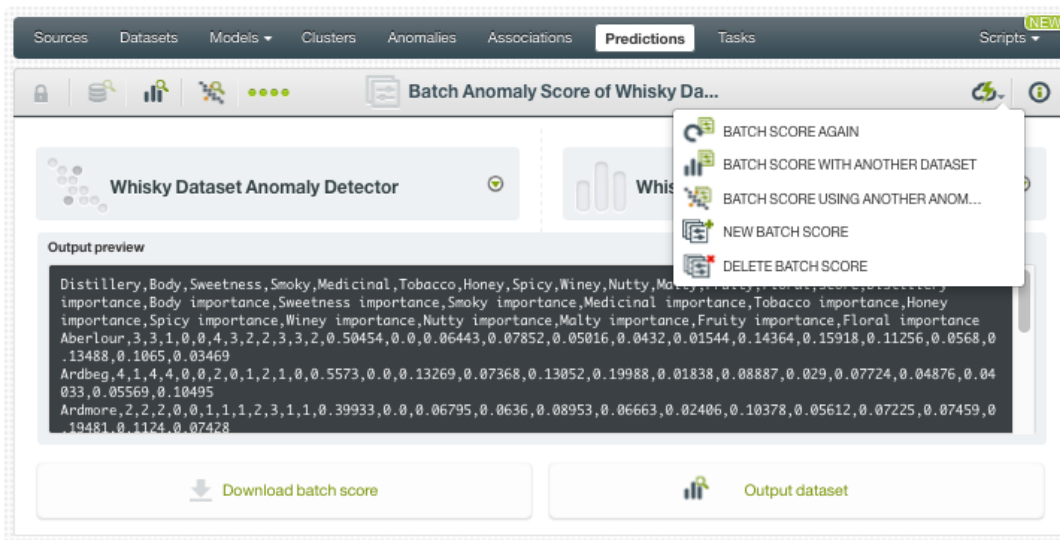 Sources Datasets Models Clusters Anomalies Associations Predictions Tasks Scripts NEW
Batch Anomaly Score of Whisky Da...
BATCH SCORE AGAIN
BATCH SCORE WITH ANOTHER DATASET
BATCH SCORE USING ANOTHER ANOM...
NEW BATCH SCORE
DELETE BATCH SCORE
Whisky Dataset Anomaly Detector
Output preview
Distillery,Body,Sweetness,Smoky,Medicinal,Tobacco,Honey,Spicy,Winey,Nutty,Malty,Fruity,Floral,Score,Distillery
importance,Body importance,Sweetness importance,Smoky importance,Medicinal importance,Tobacco importance,Honey
importance,Spicy importance,Winey importance,Nutty importance,Malty importance,Fruity importance,Floral importance
Aberlour,3,3,1,0,0,4,3,2,2,3,3,2,0.50454,0.0,0.06443,0.07852,0.05016,0.0432,0.01544,0.14364,0.15918,0.11256,0.0568,0
.13488,0.1065,0.03469
Ardbeg,4,1,4,4,0,0,2,0,1,2,1,0,0.5573,0.0,0.13269,0.07368,0.13052,0.19988,0.01838,0.08887,0.029,0.07724,0.04876,0.04
033,0.05569,0.10495
Ardmore,2,2,2,0,0,1,1,1,2,3,1,1,0.39933,0.0,0.06795,0.0636,0.08953,0.06663,0.02406,0.10378,0.05612,0.07225,0.07459,0
.19481,0.1124,0.07428
Download batch score
Output dataset